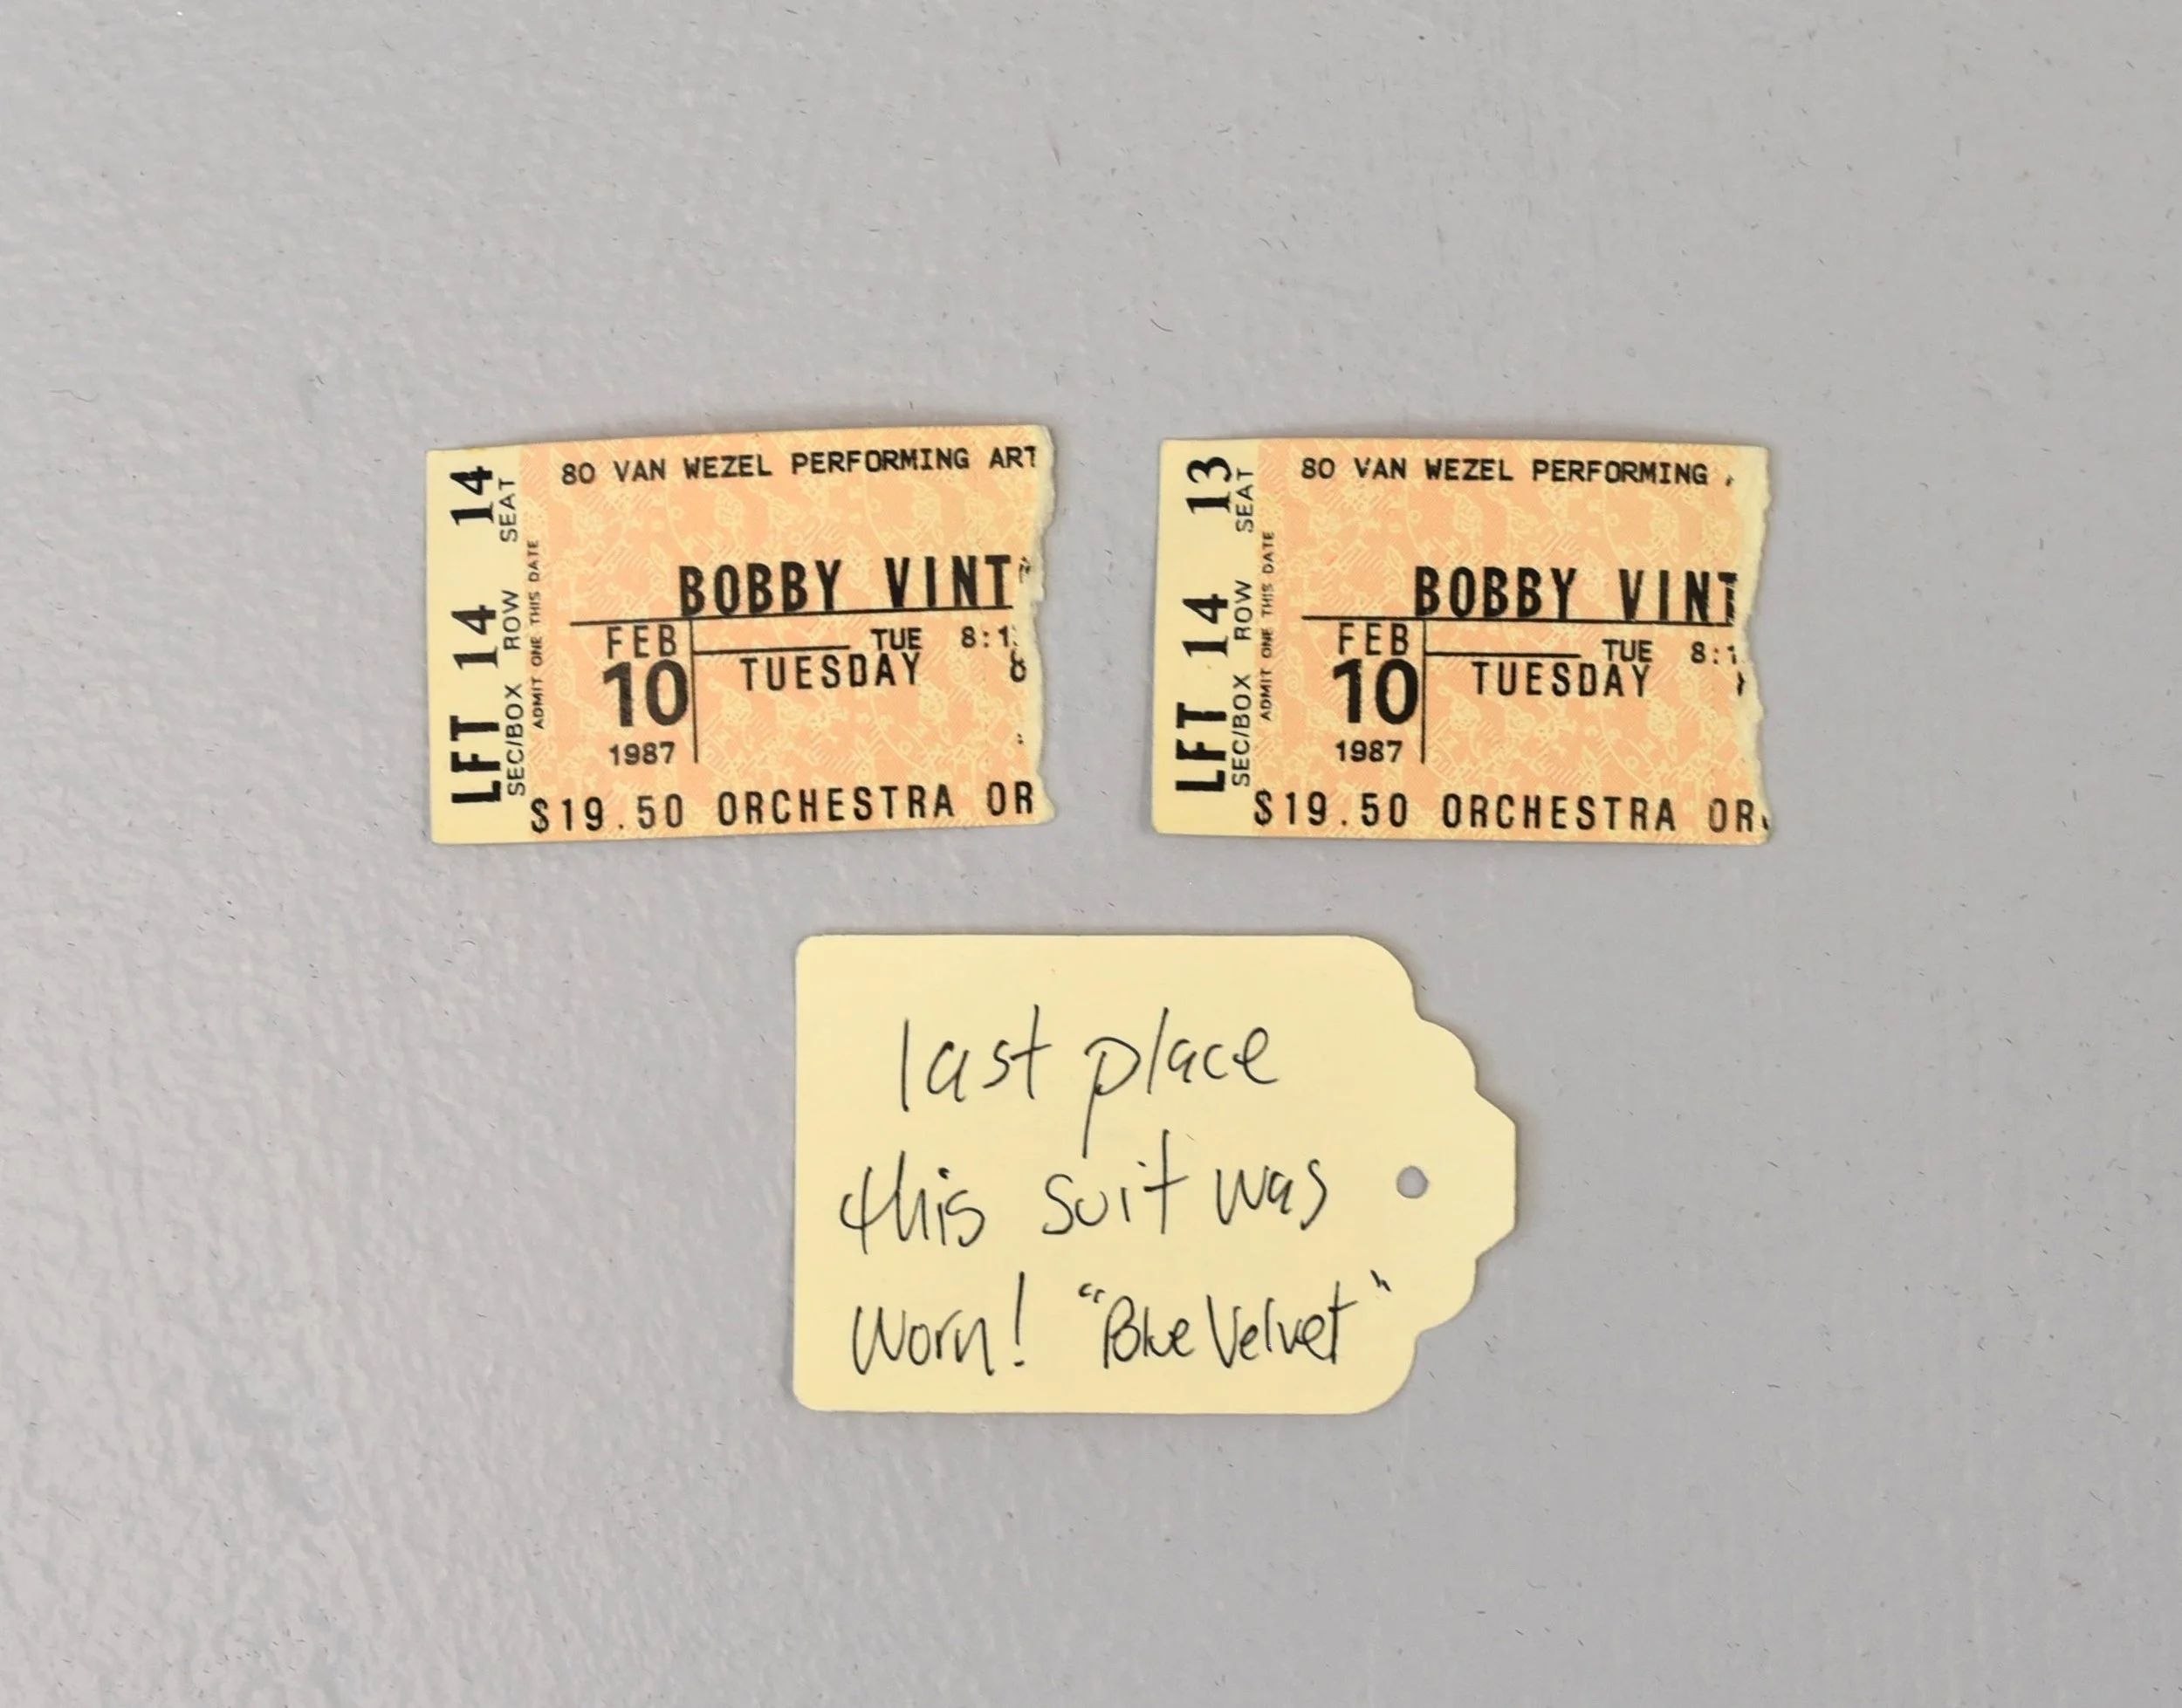 80 VAN WEZEL PERFORMING ART
BOBBY VINT
FEB
10
1987
TUE 8:1
TUESDAY 8
$19.50 ORCHESTRA OR
LFT 14 14
SEC/BOX ROW SEAT
ADMIT ONE THIS DATE
80 VAN WEZEL PERFORMING
BOBBY VINT
FEB
10
1987
TUE 8:1
TUESDAY
$19.50 ORCHESTRA OR
LFT 14 13
SEC/BOX ROW SEAT
ADMIT ONE THIS DATE
last place
this suit was
worn! "Blue Velvet"